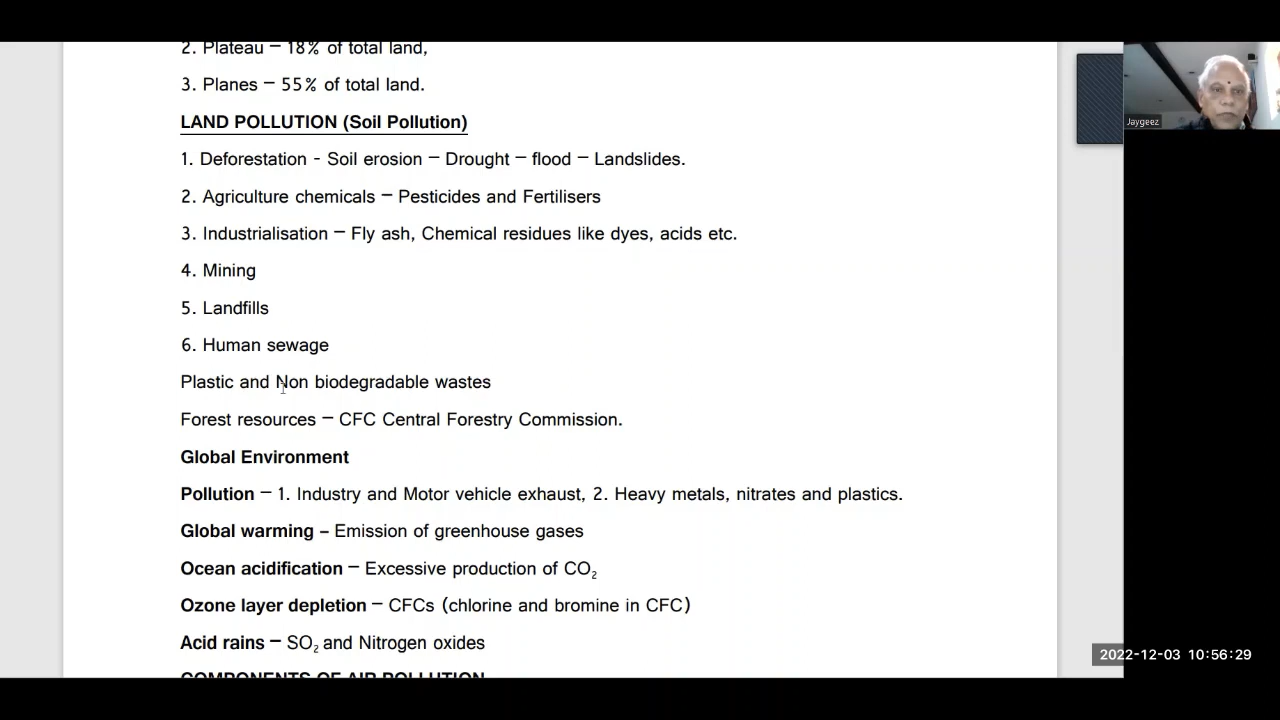 2. Plateau – 18% of total land,
3. Planes – 55% of total land.
LAND POLLUTION (Soil Pollution)
1. Deforestation - Soil erosion – Drought – flood – Landslides.
2. Agriculture chemicals – Pesticides and Fertilisers
3. Industrialisation – Fly ash, Chemical residues like dyes, acids etc.
4. Mining
5. Landfills
6. Human sewage
Plastic and Non biodegradable wastes
Forest resources – CFC Central Forestry Commission.
Global Environment
Pollution – 1. Industry and Motor vehicle exhaust, 2. Heavy metals, nitrates and plastics.
Global warming – Emission of greenhouse gases
Ocean acidification – Excessive production of CO₂
Ozone layer depletion – CFCs (chlorine and bromine in CFC)
Acid rains – SO₂ and Nitrogen oxides
COMPONENTS OF AIR POLLUTION
Jaygeez
2022-12-03 10:56:29